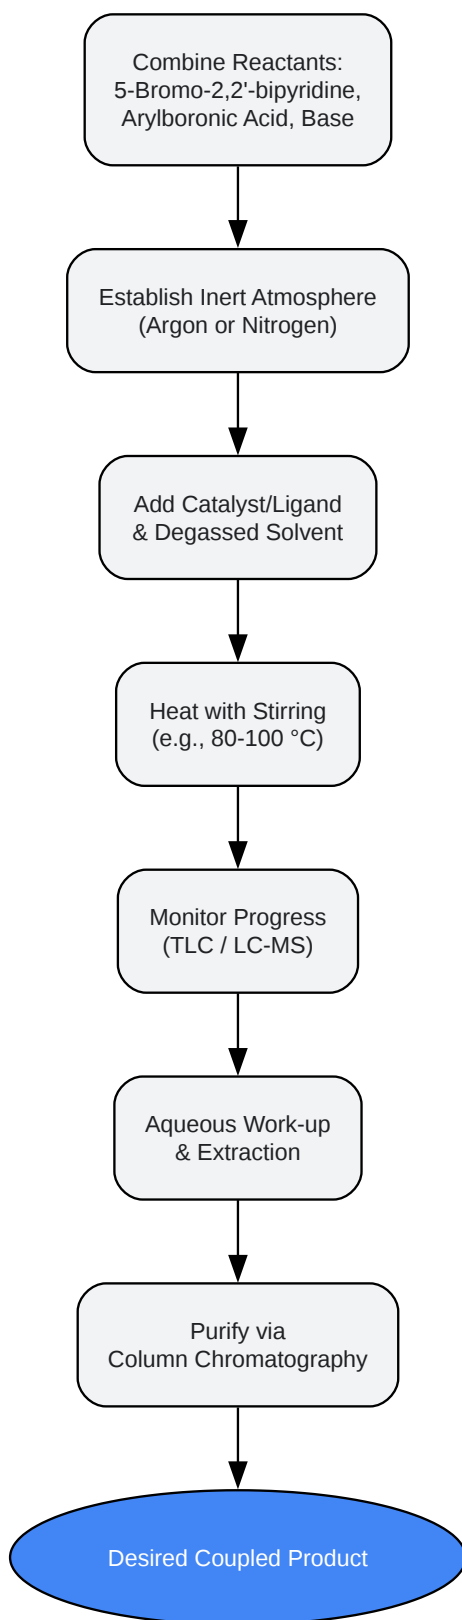 Combine Reactants:
5-Bromo-2,2'-bipyridine,
Arylboronic Acid, Base
Establish Inert Atmosphere
(Argon or Nitrogen)
Add Catalyst/Ligand
& Degassed Solvent
Heat with Stirring
(e.g., 80-100 °C)
Monitor Progress
(TLC / LC-MS)
Aqueous Work-up
& Extraction
Purify via
Column Chromatography
Desired Coupled Product